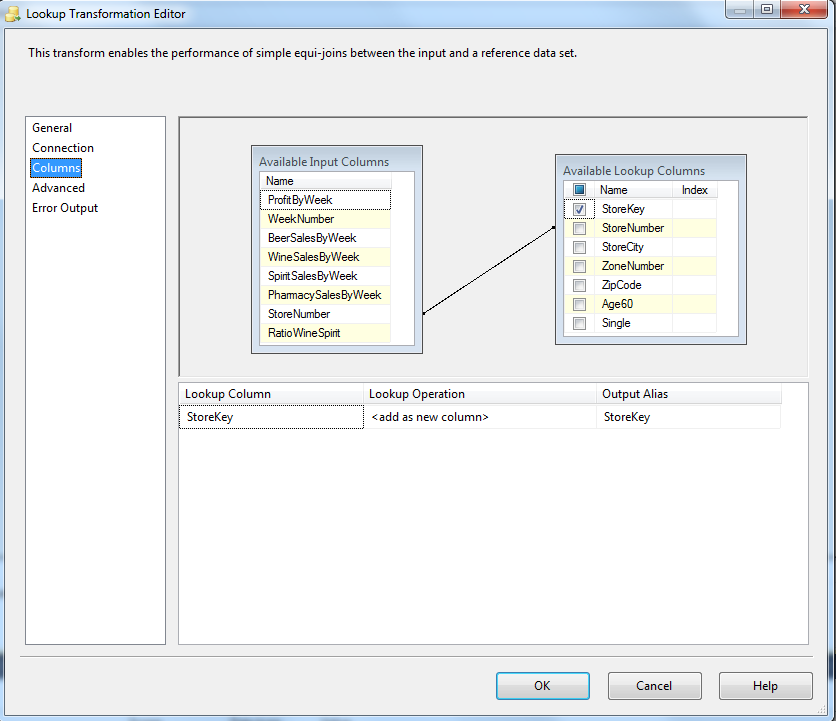 Lookup Transformation Editor
This transform enables the performance of simple equi-joins between the input and a reference data set.
General
Connection
Columns
Advanced
Error Output
Available Input Columns
Name
ProfitByWeek
WeekNumber
BeerSalesByWeek
WineSalesByWeek
SpiritSalesByWeek
PharmacySalesByWeek
StoreNumber
RatioWineSpirit
Available Lookup Columns
Name Index
StoreKey
StoreNumber
StoreCity
ZoneNumber
ZipCode
Age60
Single
Lookup Column Lookup Operation Output Alias
StoreKey <add as new column> StoreKey
OK Cancel Help